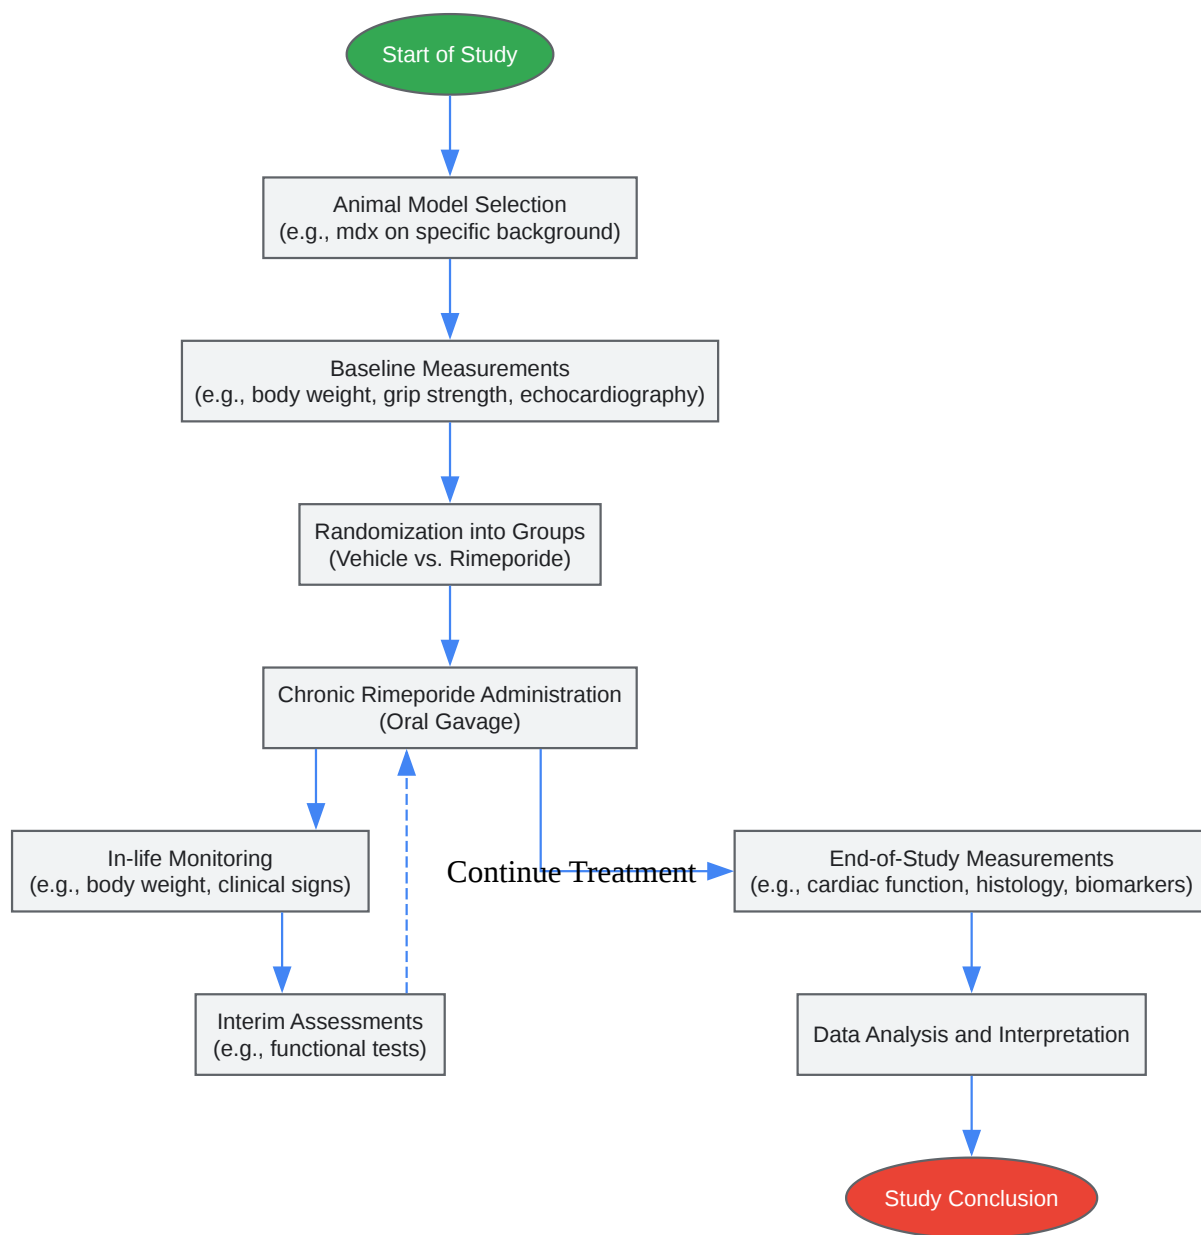 Start of Study
Animal Model Selection
(e.g., mdx on specific background)
Baseline Measurements
(e.g., body weight, grip strength, echocardiography)
Randomization into Groups
(Vehicle vs. Rimeporide)
Chronic Rimeporide Administration
(Oral Gavage)
In-life Monitoring
(e.g., body weight, clinical signs)
Continue Treatment
End-of-Study Measurements
(e.g., cardiac function, histology, biomarkers)
Interim Assessments
(e.g., functional tests)
Data Analysis and Interpretation
Study Conclusion